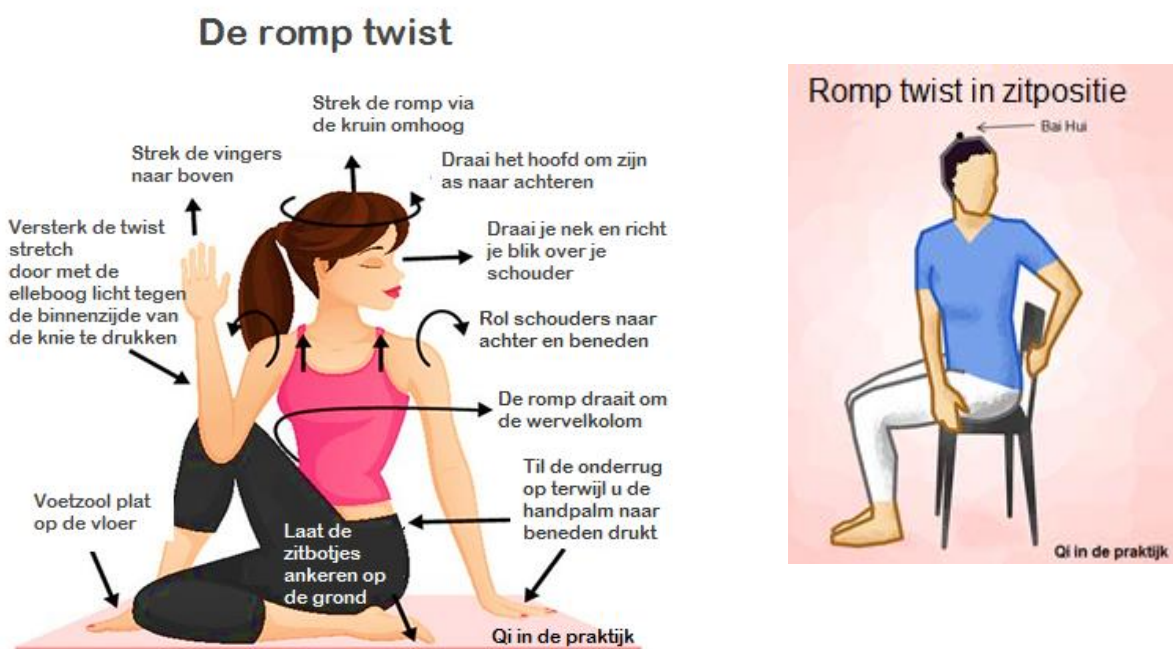 De romp twist
Strek de romp via
de kruin omhoog
Strek de vingers
naar boven
Draai het hoofd om zijn
as naar achteren
Versterk de twist
stretch
door met de
elleboog licht tegen
de binnenzijde van
de knie te drukken
Draai je nek en richt
je blik over je
schouder
Rol schouders naar
achter en beneden
De romp draait om
de wervelkolom
Til de onderrug
op terwijl u de
handpalm naar
beneden drukt
Voetzool plat
op de vloer
Laat de
zitbotjes
ankeren op
de grond
Qi in de praktijk
Romp twist in zitpositie
Bai Hui
Qi in de praktijk